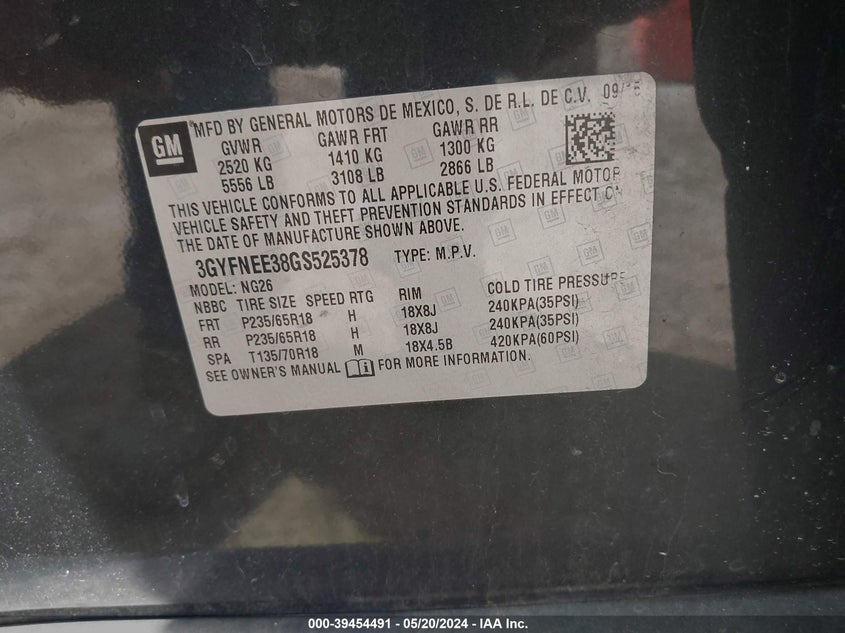 GM
MFD BY GENERAL MOTORS DE MEXICO, S. DE R.L. DE C.V.
GVWR GAWR FRT GAWR RR
2520 KG 1410 KG 1300 KG
5556 LB 3108 LB 2866 LB
THIS VEHICLE CONFORMS TO ALL APPLICABLE U.S. FEDERAL MOTOR
VEHICLE SAFETY AND THEFT PREVENTION STANDARDS IN EFFECT ON
THE DATE OF MANUFACTURE SHOWN ABOVE.
3GYFNEE38GS525378 TYPE: M.P.V.
MODEL: NG26
NBBC TIRE SIZE SPEED RTG RIM COLD TIRE PRESSURE
FRT P235/65R18 H 18X8J 240KPA(35PSI)
RR P235/65R18 H 18X8J 240KPA(35PSI)
SPA T135/70R18 M 18X4.5B 420KPA(60PSI)
SEE OWNER'S MANUAL FOR MORE INFORMATION.
000-39454491 - 05/20/2024 - IAA Inc.